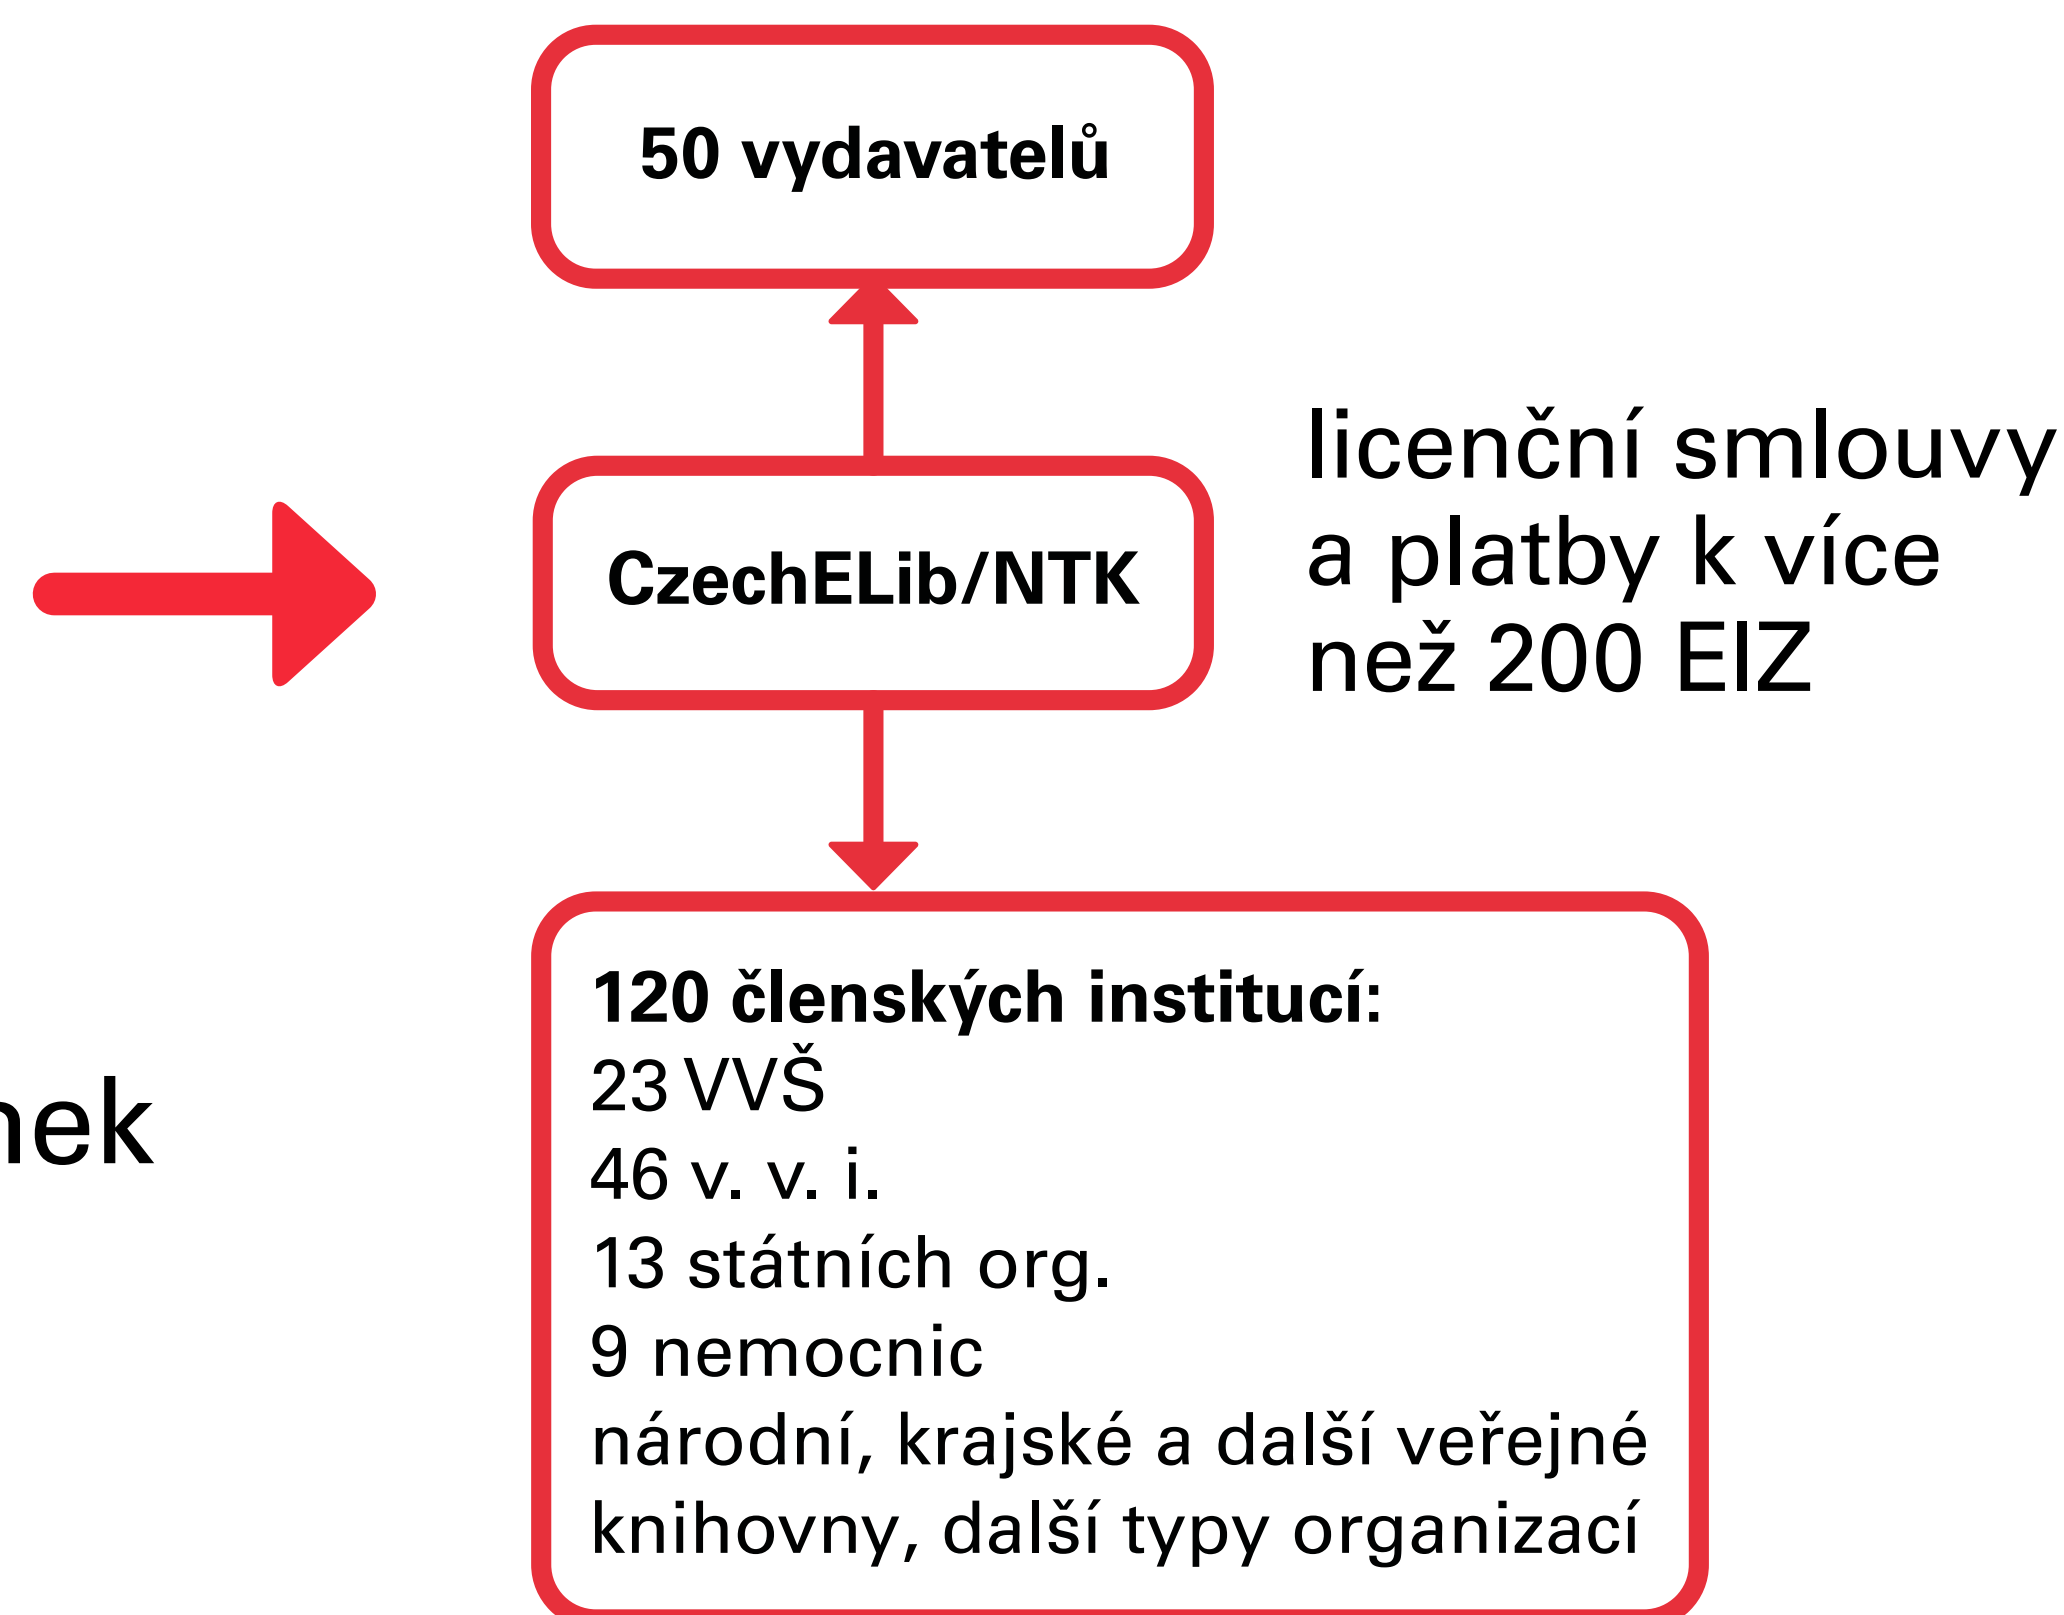 50 vydavatelů
CzechELib/NTK
licenční smlouvy
a platby k více
než 200 EIZ
120 členských institucí:
23 VVŠ
46 v. v. i.
13 státních org.
9 nemocnic
národní, krajské a další veřejné
knihovny, další typy organizací